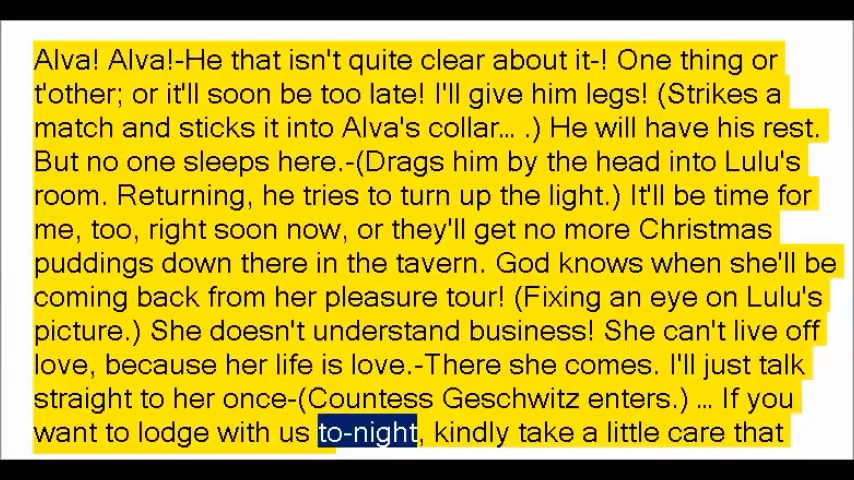 Alva! Alva!-He that isn't quite clear about it-! One thing or
t'other; or it'll soon be too late! I'll give him legs! (Strikes a
match and sticks it into Alva's collar... .) He will have his rest.
But no one sleeps here.-(Drags him by the head into Lulu's
room. Returning, he tries to turn up the light.) It'll be time for
me, too, right soon now, or they'll get no more Christmas
puddings down there in the tavern. God knows when she'll be
coming back from her pleasure tour! (Fixing an eye on Lulu's
picture.) She doesn't understand business! She can't live off
love, because her life is love.-There she comes. I'll just talk
straight to her once-(Countess Geschwitz enters.) ... If you
want to lodge with us to-night, kindly take a little care that